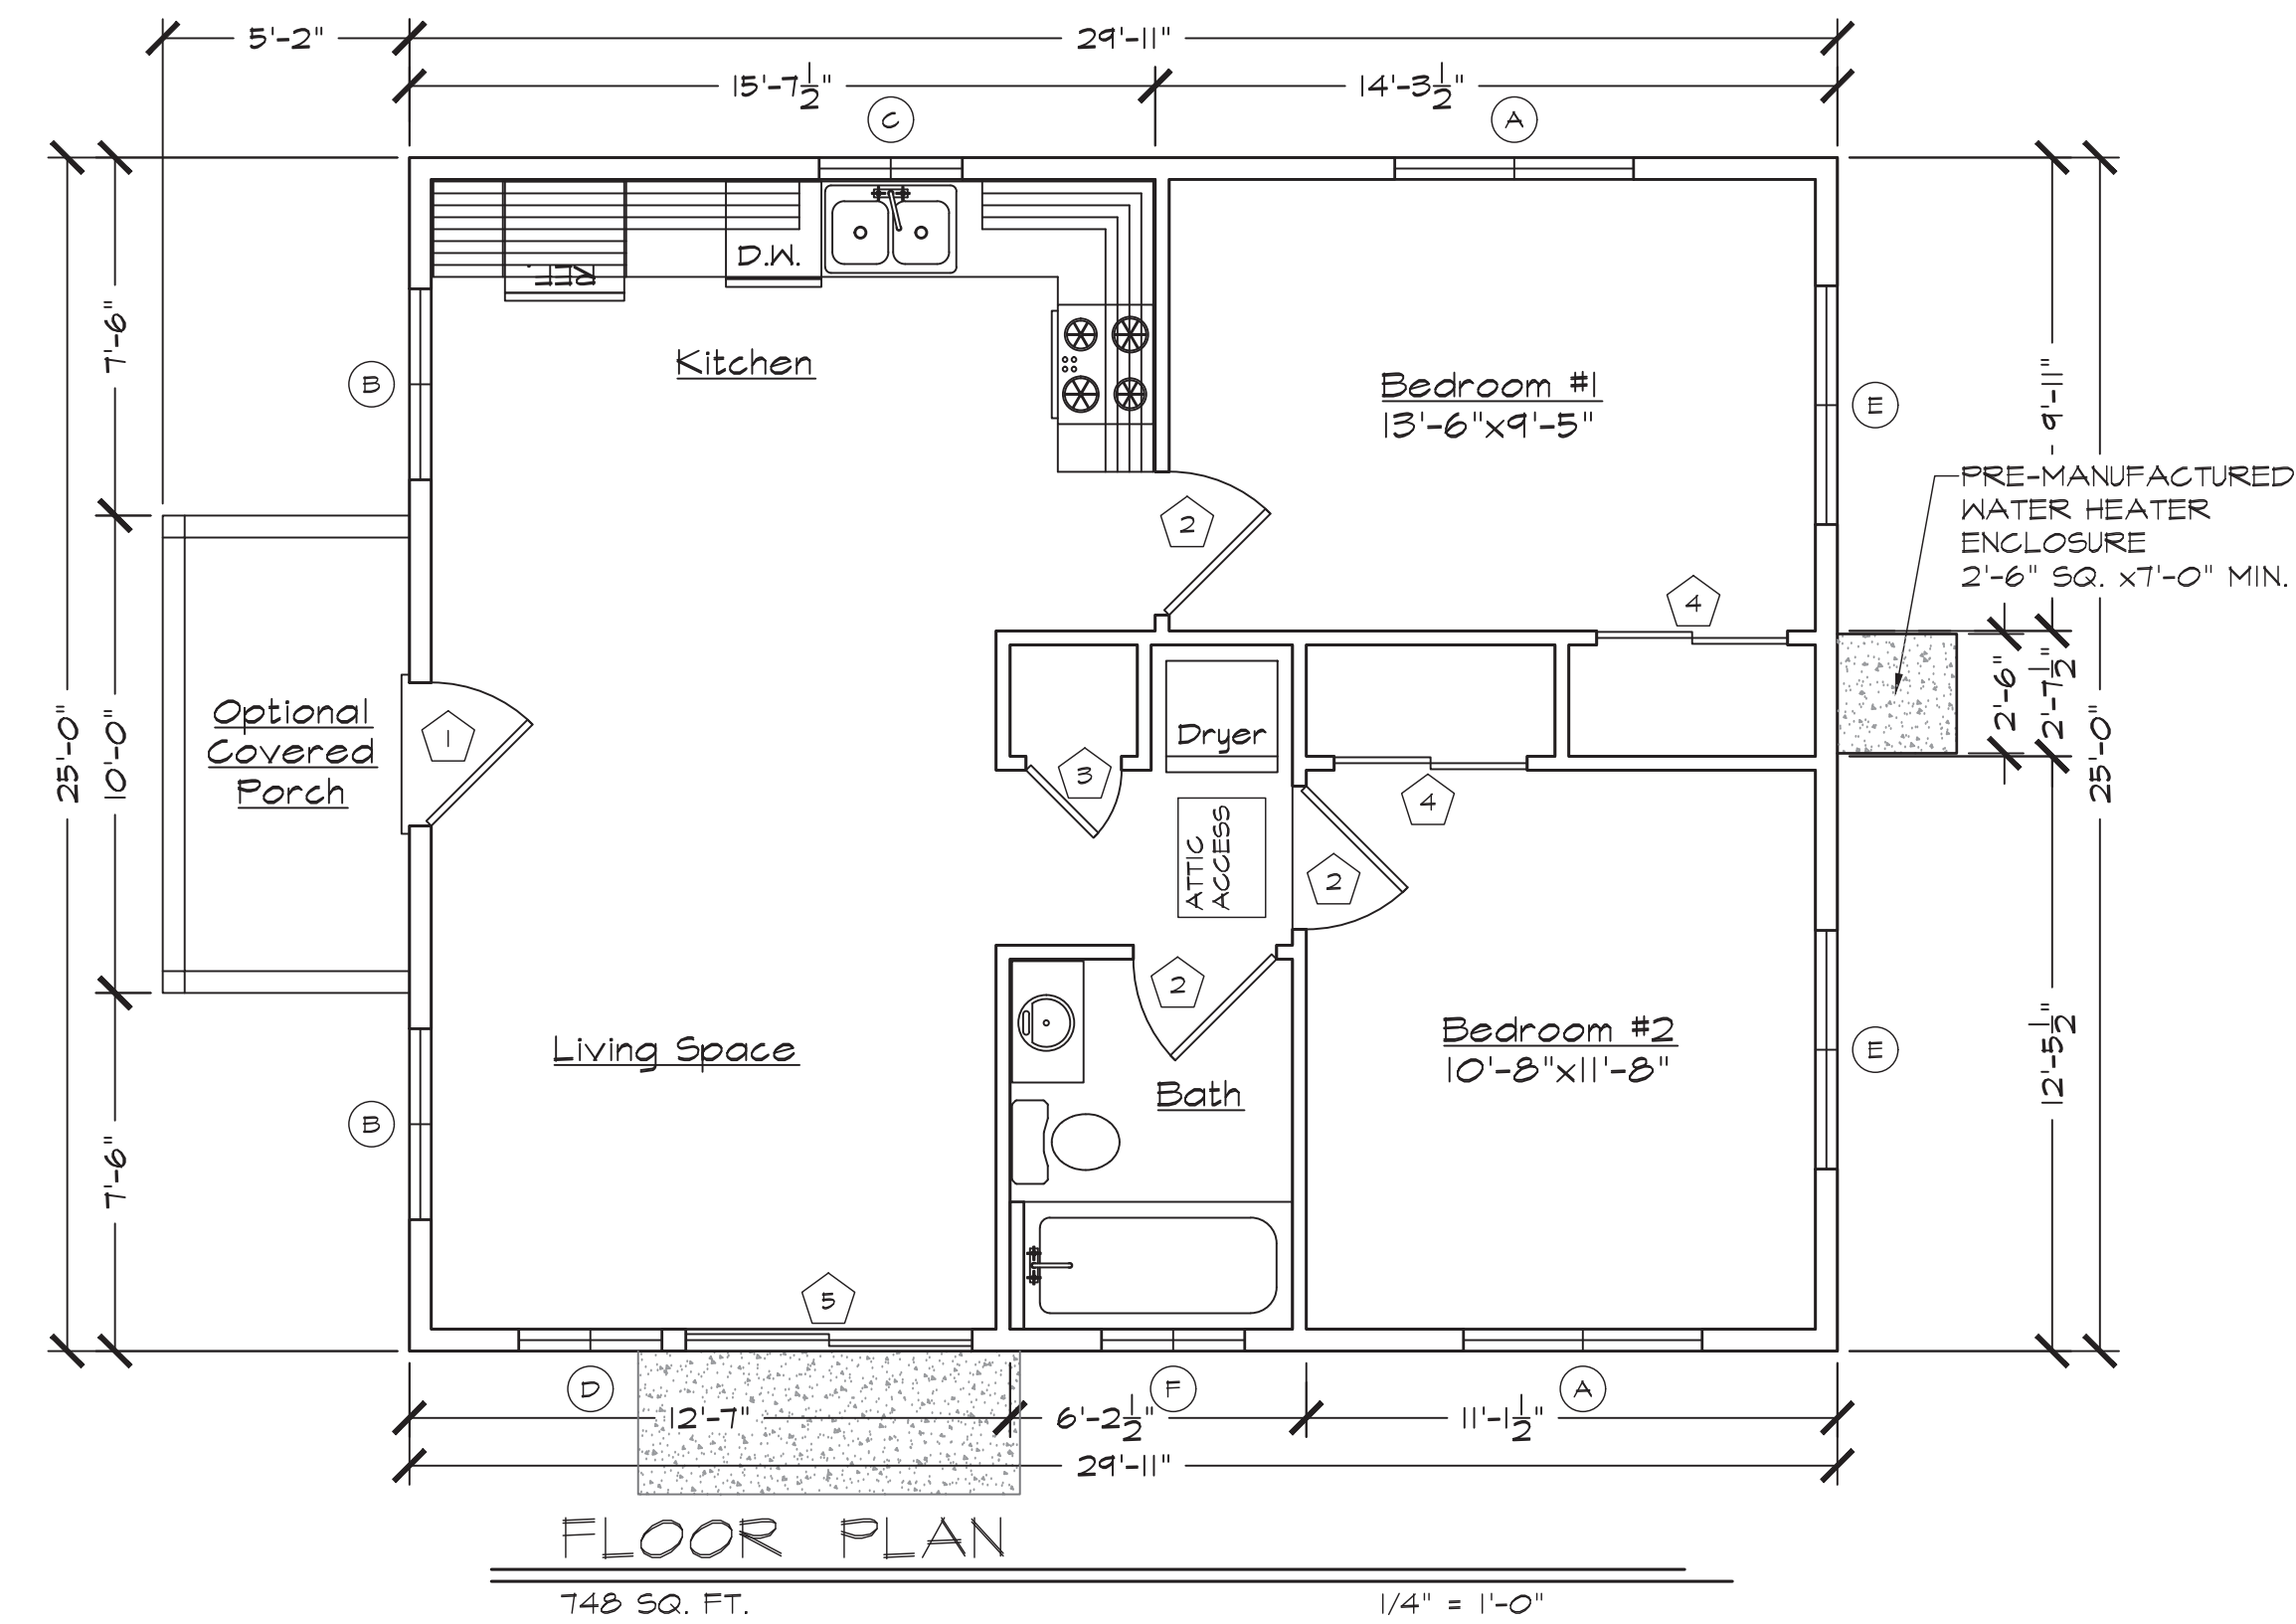 5'-2"
29'-11"
15'-7 1/2"
14'-3 1/2"
C
A
D.W.
REF.
7'-6"
Kitchen
B
Bedroom #1
13'-6"x9'-5"
E
9'-11"
PRE-MANUFACTURED
WATER HEATER
ENCLOSURE
2'-6" SQ. x7'-0" MIN.
2
4
2'-6"
2'-7 1/2"
25'-0"
25'-0"
10'-0"
Optional
Covered
Porch
1
Dryer
3
4
ATTIC
ACCESS
2
2
Living Space
Bedroom #2
10'-8"x11'-8"
E
12'-5 1/2"
Bath
B
7'-6"
5
D
F
A
12'-7"
6'-2 1/2"
11'-1 1/2"
29'-11"
FLOOR PLAN
748 SQ. FT.
1/4" = 1'-0"